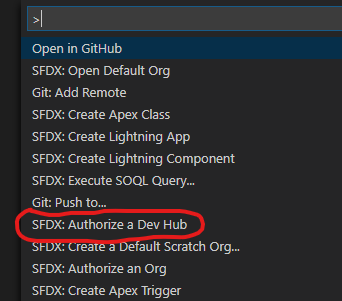 >
Open in GitHub
SFDX: Open Default Org
Git: Add Remote
SFDX: Create Apex Class
SFDX: Create Lightning App
SFDX: Create Lightning Component
SFDX: Execute SOQL Query...
Git: Push to...
SFDX: Authorize a Dev Hub
SFDX: Create a Default Scratch Org...
SFDX: Authorize an Org
SFDX: Create Apex Trigger